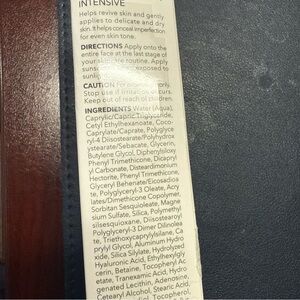 INTENSIVE
Helps revive skin and gently
applies to delicate and dry
skin. It helps conceal imperfection
for even skin tone.
DIRECTIONS Apply onto the
entire face at the last stage of
your skincare routine. Apply
exposed to
CAUTION For
Stop use if irritation occurs.
Keep out of reach of children.
INGREDIENTS Water (Aqua),
Caprylic/Capric Triglyceride,
Cetyl Ethylhexanoate, Coco-
Caprylate/Caprate, Polyglyce
ryl-4 Diisostearate/Polyhydrox
ystearate/Sebacate, Glycerin,
Butylene Glycol, Diphenylsiloxy
Phenyl Trimethicone, Dicapr
yl Carbonate, Disteardimonium
Hectorite, Phenyl Trimethicone,
Glyceryl Behenate/Eicosadioa
te, Polyglyceryl-3 Oleate, Acry
lates/Dimethicone Copolymer,
Sorbitan Sesquioleate, Magne
sium Sulfate, Silica, Polymethyl
silsesquioxane, Diisostearoyl
Polyglyceryl-3 Dimer Dilinolea
te, Triethoxycaprylylsilane, Ca
prylyl Glycol, Aluminum Hydro
xide, Silica Silylate, Hydrolyzed
Hyaluronic Acid, Ethylhexylgly
cerin, Betaine, Tocopheryl Ac
etate, Tranexamic Acid, Hydro
genated Lecithin, Adenosine,
Cetearyl Alcohol, Stearic Acid,